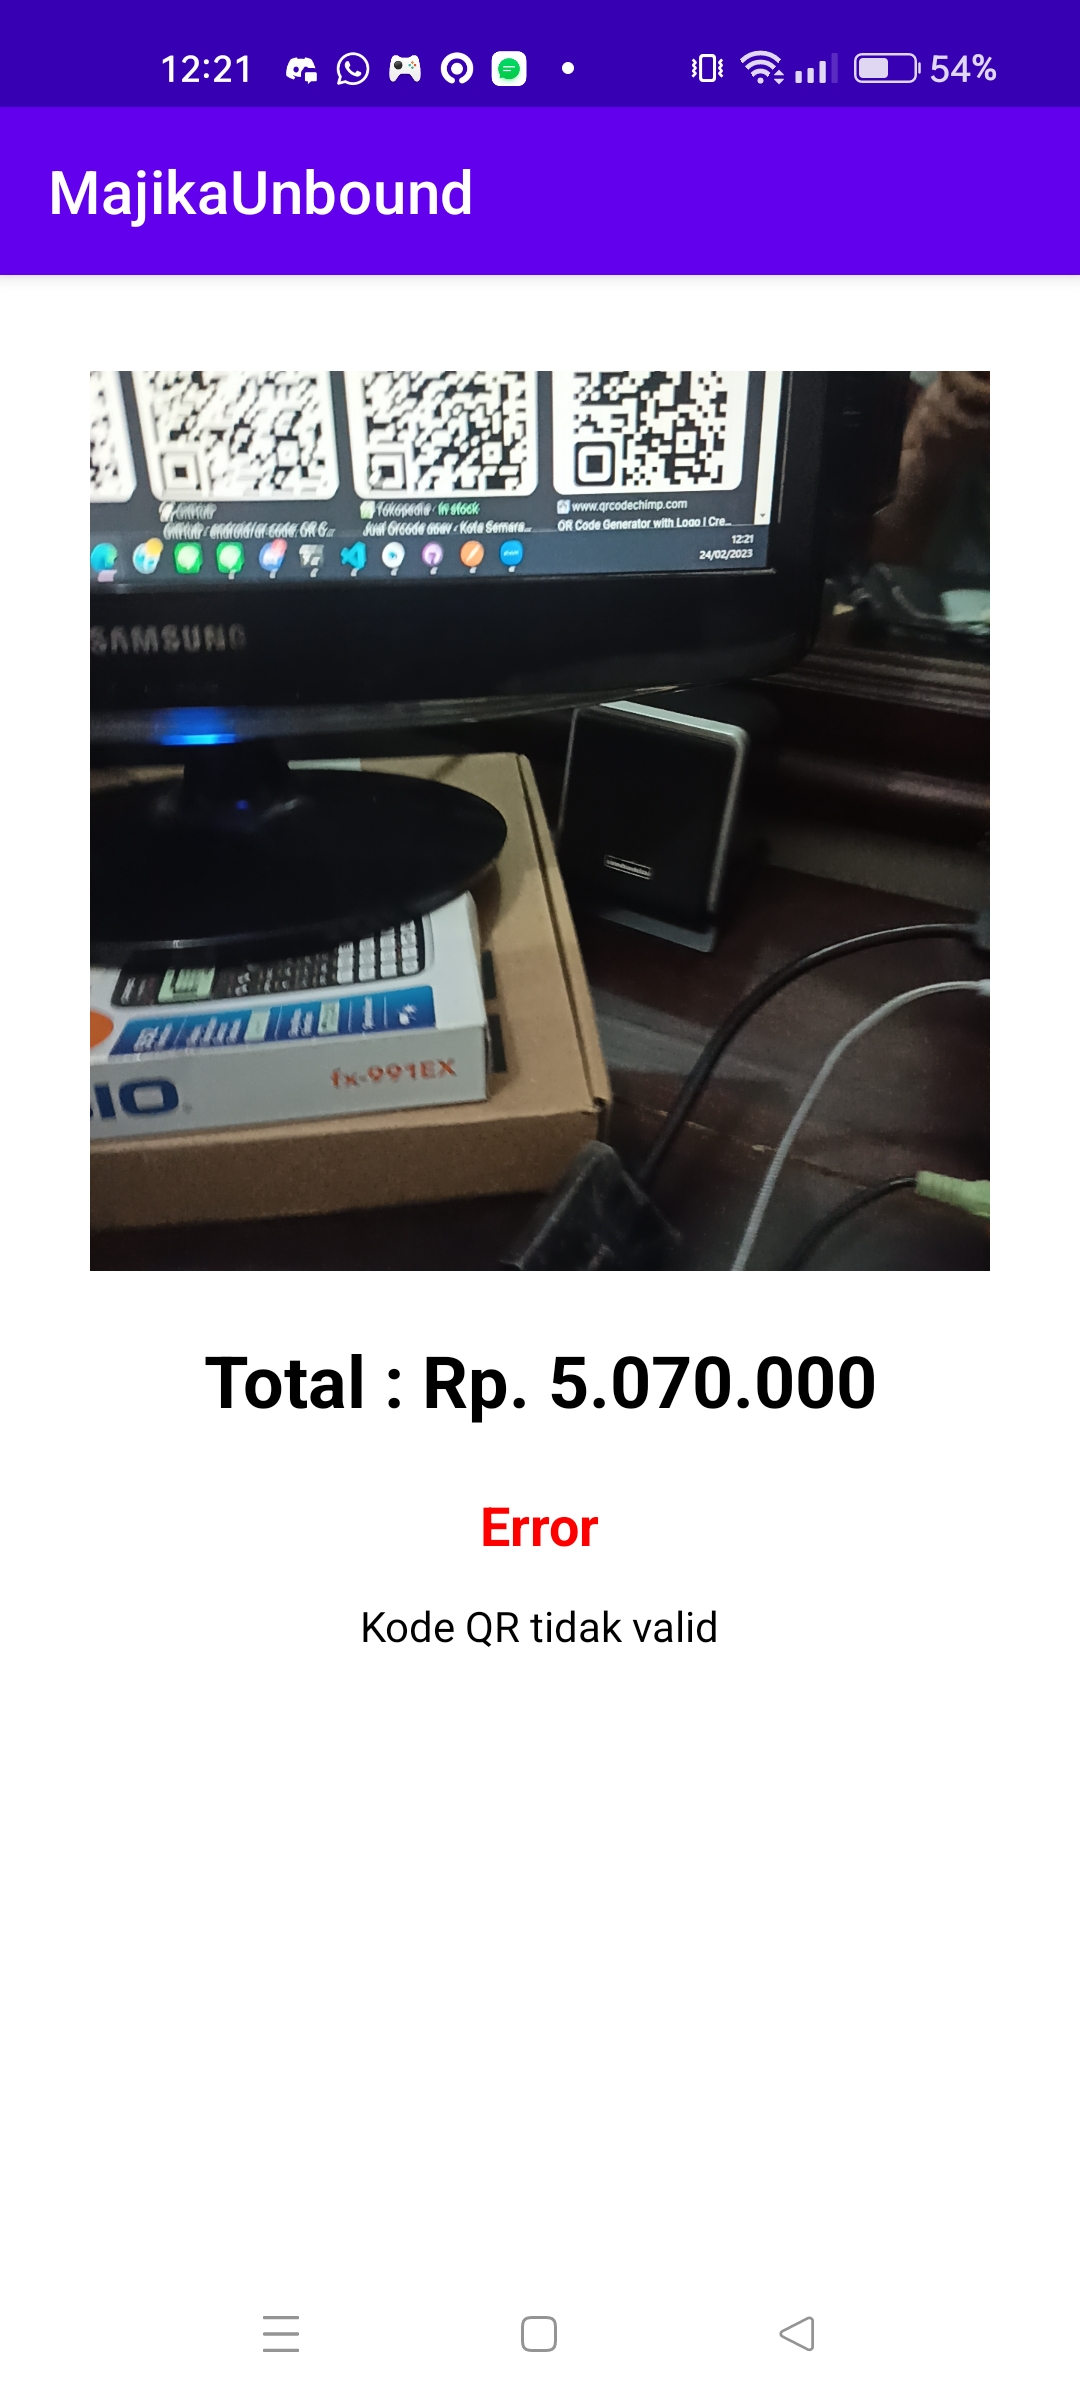 12:21
54%
MajikaUnbound
GitHub
GitHub - android/qr-code: QR G...
Tokopedia · In stock
Jual Qrcode apay - Kota Semara...
www.qrcodechimp.com
QR Code Generator with Logo | Cre...
12:21
24/02/2023
SAMSUNG
fx-991EX
IO
Total : Rp. 5.070.000
Error
Kode QR tidak valid